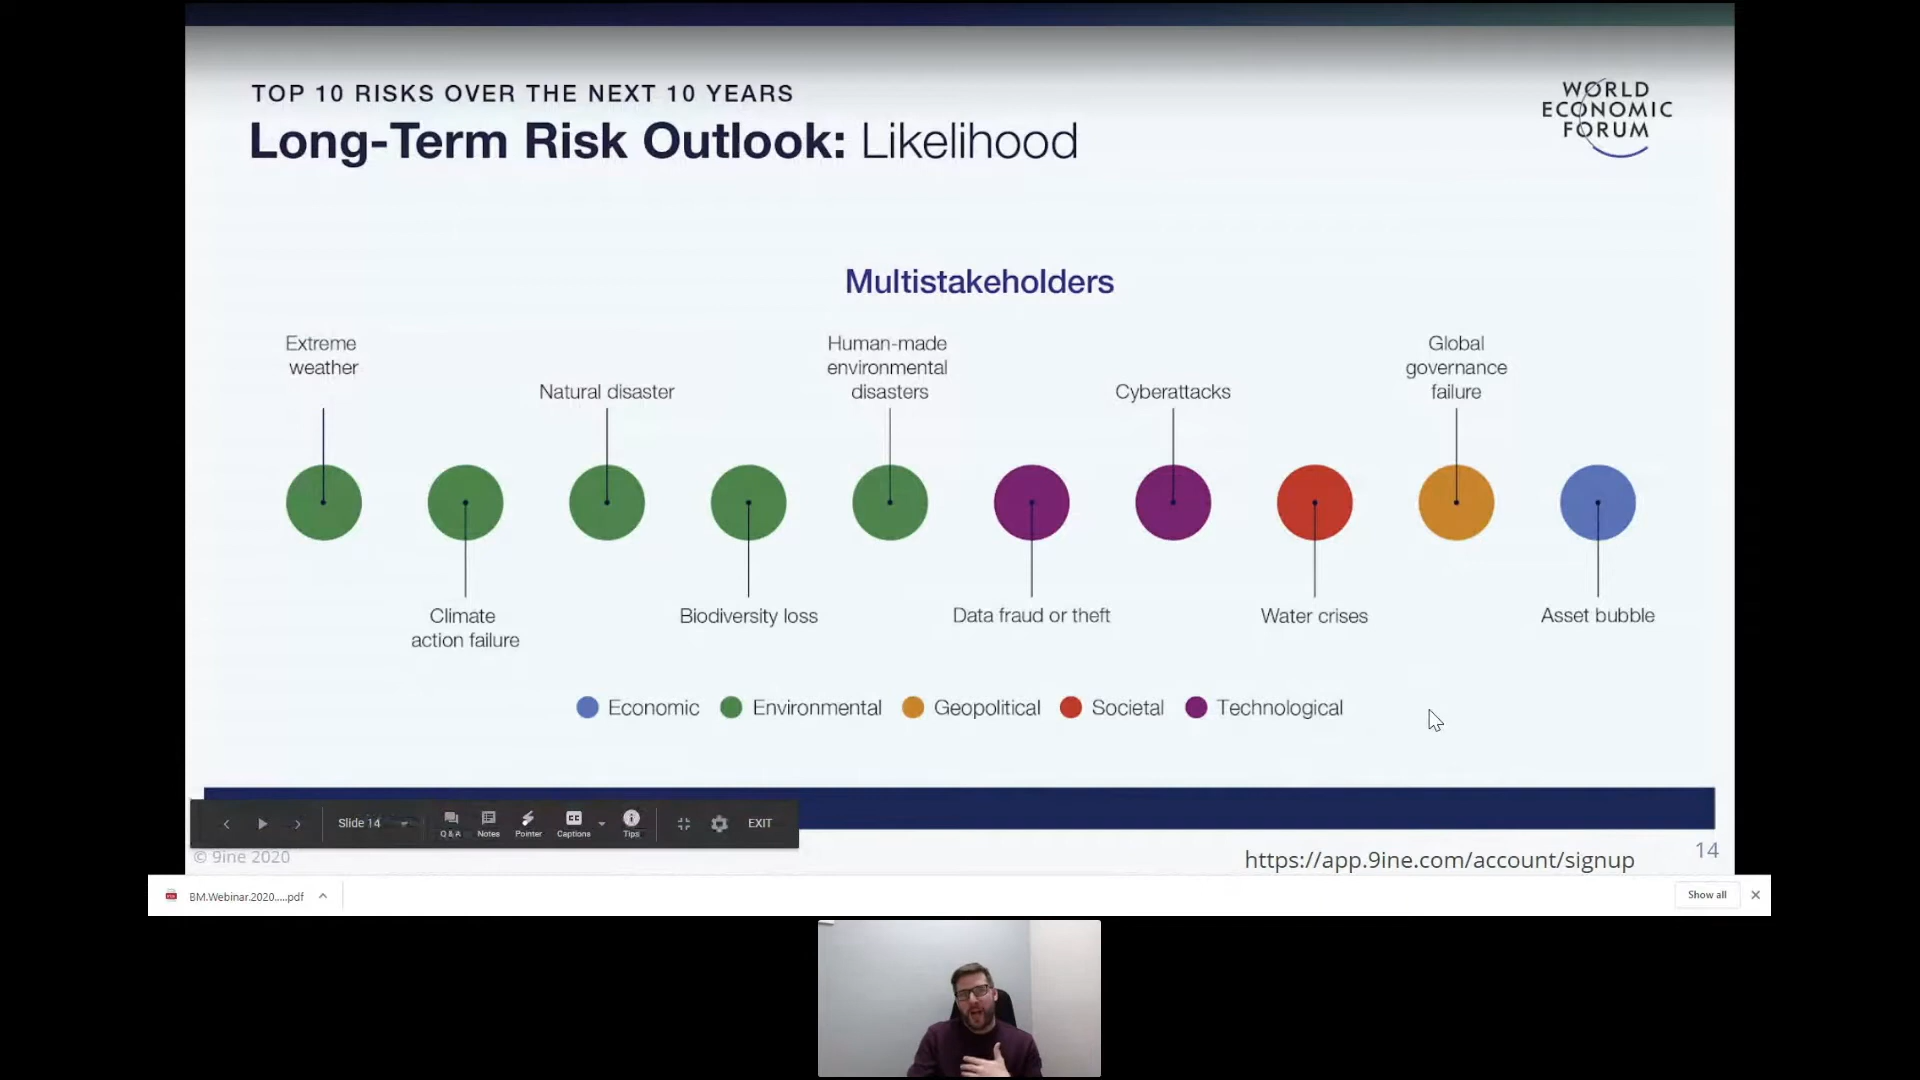 TOP 10 RISKS OVER THE NEXT 10 YEARS
Long-Term Risk Outlook: Likelihood
WORLD
ECONOMIC
FORUM
Multistakeholders
Extreme
weather
Natural disaster
Human-made
environmental
disasters
Cyberattacks
Global
governance
failure
Climate
action failure
Biodiversity loss
Data fraud or theft
Water crises
Asset bubble
Economic
Environmental
Geopolitical
Societal
Technological
Slide 14
Q & A
Notes
Pointer
CC
Captions
Tips
EXIT
© 9ine 2020
https://app.9ine.com/account/signup
14
BM.Webinar.2020.....pdf
Show all